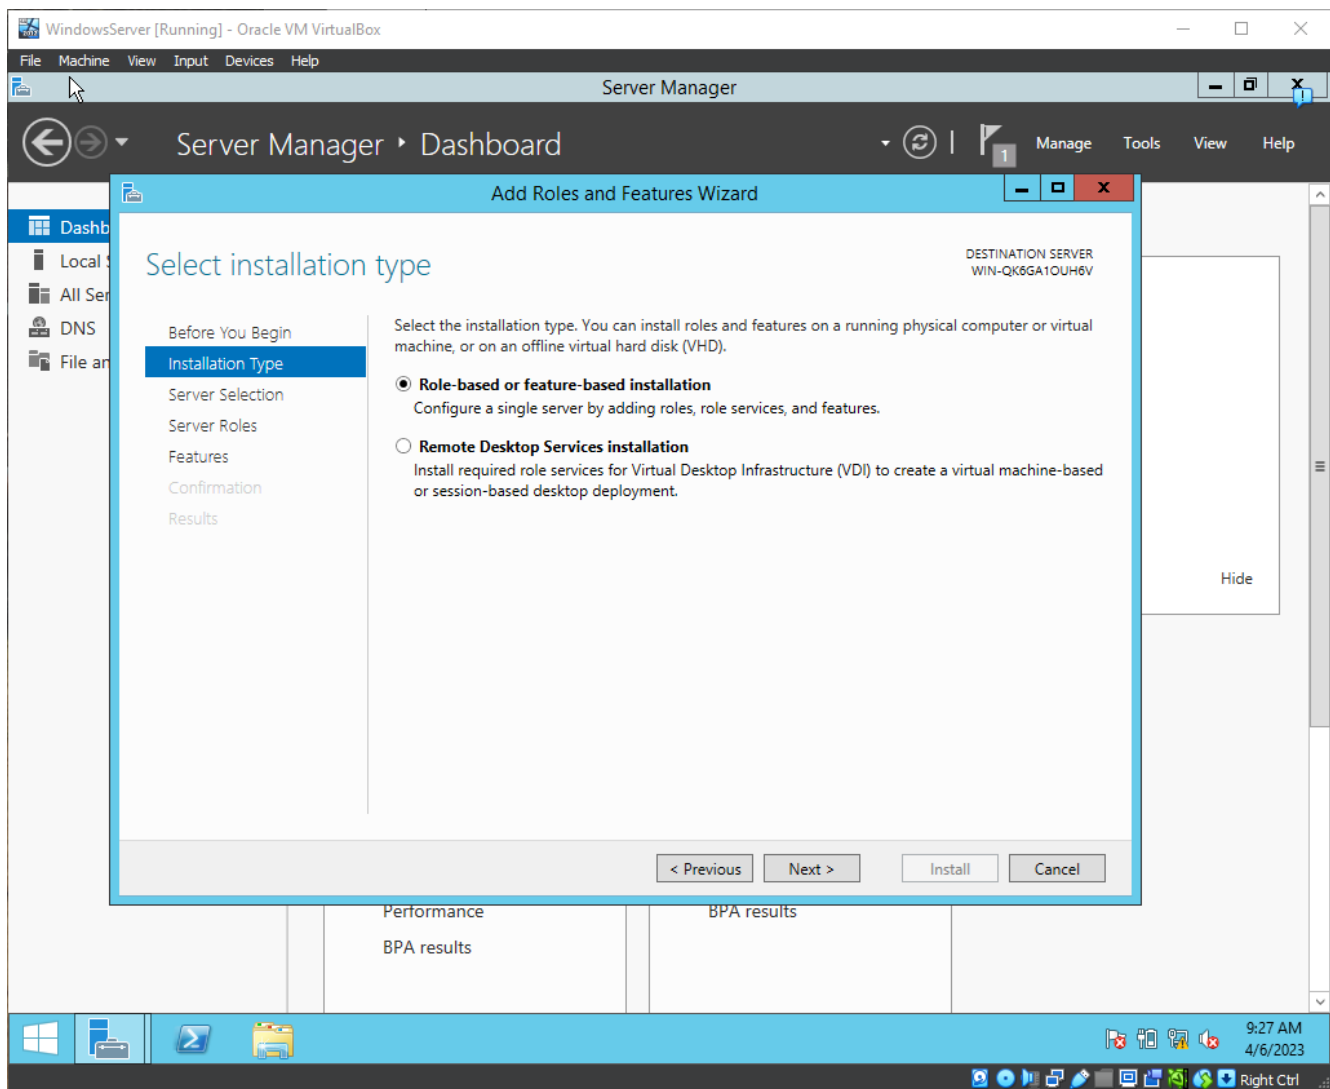 WindowsServer [Running] - Oracle VM VirtualBox
File Machine View Input Devices Help
Server Manager
Server Manager Dashboard
1
Manage Tools View Help
Add Roles and Features Wizard
Dashb
Local
All Ser
DNS
File an
Select installation type
DESTINATION SERVER
WIN-QK6GA1OUH6V
Before You Begin
Installation Type
Server Selection
Server Roles
Features
Confirmation
Results
Select the installation type. You can install roles and features on a running physical computer or virtual
machine, or on an offline virtual hard disk (VHD).
Role-based or feature-based installation
Configure a single server by adding roles, role services, and features.
Remote Desktop Services installation
Install required role services for Virtual Desktop Infrastructure (VDI) to create a virtual machine-based
or session-based desktop deployment.
Hide
< Previous Next > Install Cancel
Performance
BPA results
BPA results
9:27 AM
4/6/2023
Right Ctrl